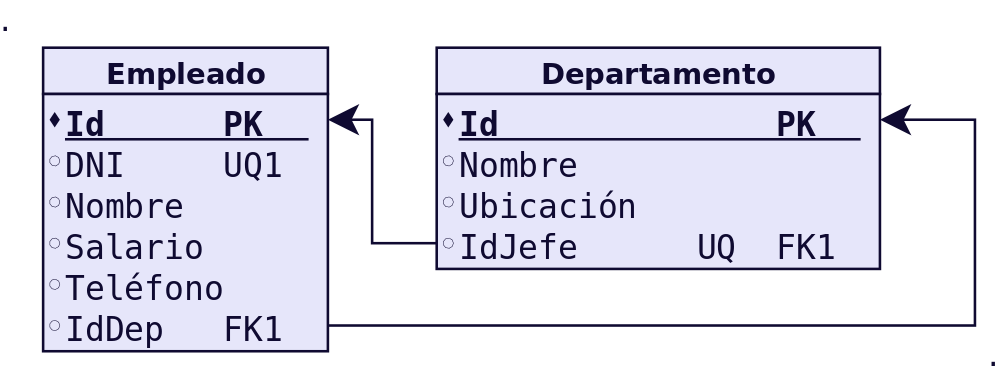 .
Empleado
Id PK
DNI UQ1
Nombre
Salario
Teléfono
IdDep FK1
Departamento
Id PK
Nombre
Ubicación
IdJefe UQ FK1
.